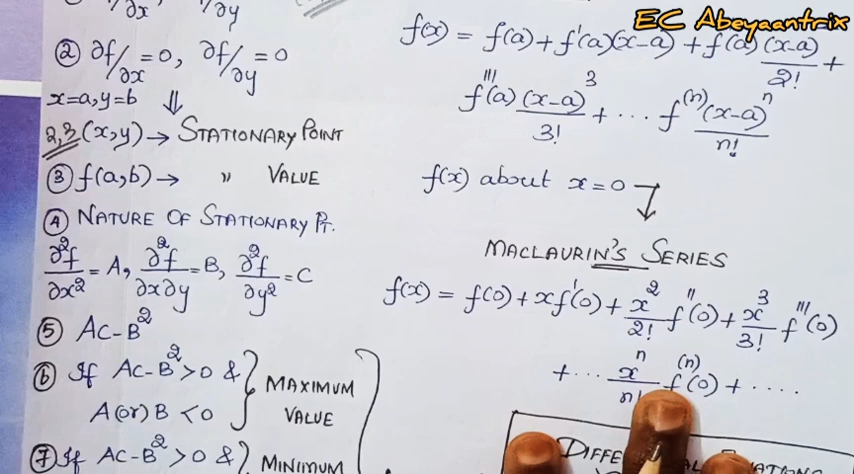 ∂x ' /∂y
② ∂f/∂x = 0, ∂f/∂y = 0
x=a, y=b ⇓
2,3 (x,y) → STATIONARY POINT
③ f(a,b) → " VALUE
④ NATURE OF STATIONARY PT.
∂²f/∂x² = A, ∂²f/∂x∂y = B, ∂²f/∂y² = C
⑤ AC-B²
⑥ If AC-B²>0 & } MAXIMUM
A(or) B <0 } VALUE
⑦ If AC-B²>0 & } MINIMUM
EC Abeyaantrix
f(x) = f(a)+f'(a)(x-a) + f(a) (x-a)/2! +
f'''(a) (x-a)³/3! + ... f⁽ⁿ⁾ (x-a)ⁿ/n!
f(x) about x=0 →
MACLAURIN'S SERIES
f(x) = f(0) + xf'(0) + x²/2! f''(0) + x³/3! f'''(0)
+ ... xⁿ/n! f⁽ⁿ⁾(0) + ....